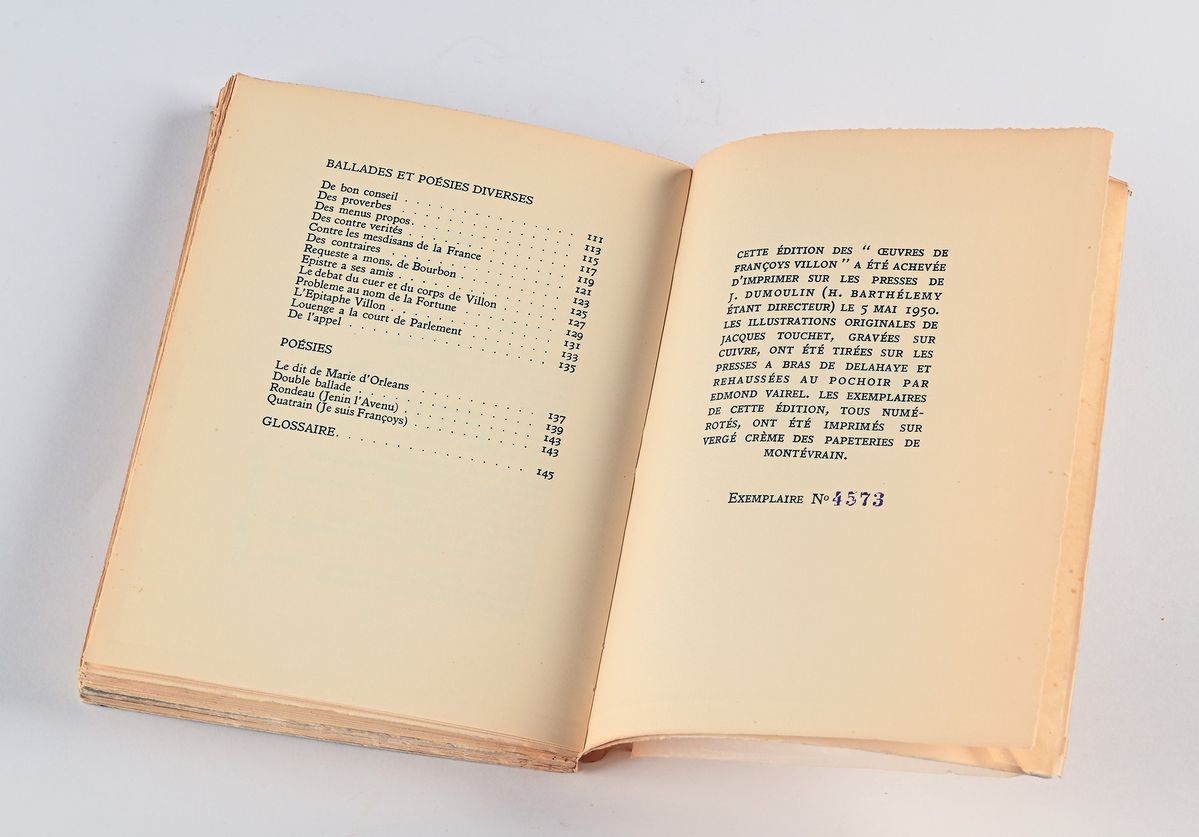 BALLADES ET POÉSIES DIVERSES
De bon conseil . . . . . . . . . . . . 111
Des proverbes . . . . . . . . . . . . 113
Des menus propos . . . . . . . . . . . . 115
Des contre verités . . . . . . . . . . . . 117
Contre les mesdisans de la France . . . . . . . . 119
Des contraires . . . . . . . . . . . . 121
Requeste a mons. de Bourbon . . . . . . . . 123
Epistre a ses amis . . . . . . . . . . . . 125
Le debat du cuer et du corps de Villon . . . . . . 127
Probleme au nom de la Fortune . . . . . . . . 129
L'Epitaphe Villon . . . . . . . . . . . . 131
Louenge a la court de Parlement . . . . . . . . 133
De l'appel . . . . . . . . . . . . 135
POÉSIES
Le dit de Marie d'Orleans . . . . . . . . 137
Double ballade . . . . . . . . . . . . 139
Rondeau (Jenin l'Avenu) . . . . . . . . 143
Quatrain (Je suis Françoys) . . . . . . . . 143
GLOSSAIRE . . . . . . . . . . . . 145
CETTE ÉDITION DES “ ŒUVRES DE
FRANÇOYS VILLON ” A ÉTÉ ACHEVÉE
D'IMPRIMER SUR LES PRESSES DE
J. DUMOULIN (H. BARTHÉLEMY
ÉTANT DIRECTEUR) LE 5 MAI 1950.
LES ILLUSTRATIONS ORIGINALES DE
JACQUES TOUCHET, GRAVÉES SUR
CUIVRE, ONT ÉTÉ TIRÉES SUR LES
PRESSES A BRAS DE DELAHAYE ET
REHAUSSÉES AU POCHOIR PAR
EDMOND VAIREL. LES EXEMPLAIRES
DE CETTE ÉDITION, TOUS NUMÉ-
ROTÉS, ONT ÉTÉ IMPRIMÉS SUR
VERGÉ CRÈME DES PAPETERIES DE
MONTÉVRAIN.
EXEMPLAIRE Nº 4573